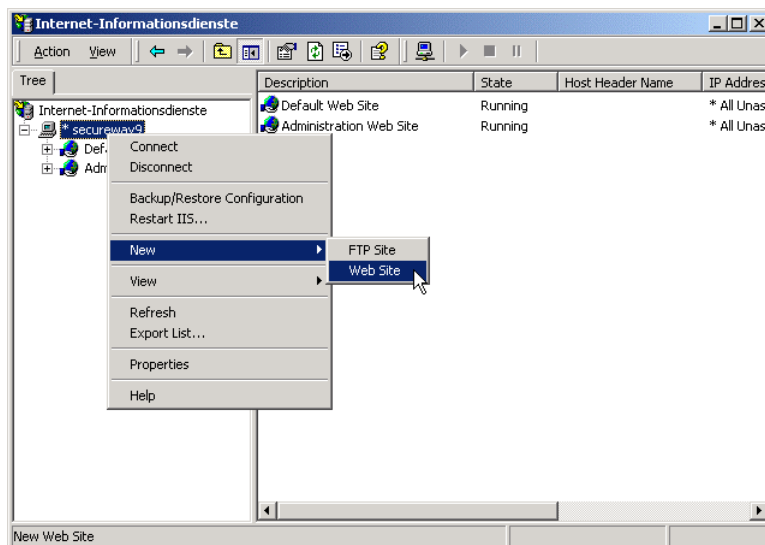 Internet-Informationsdienste
Action View
Tree
Description State Host Header Name IP Addres
Internet-Informationsdienste
* secureway9
Def
Adm
Default Web Site Running * All Unas
Administration Web Site Running * All Unas
Connect
Disconnect
Backup/Restore Configuration
Restart IIS...
New
View
Refresh
Export List...
Properties
Help
FTP Site
Web Site
New Web Site